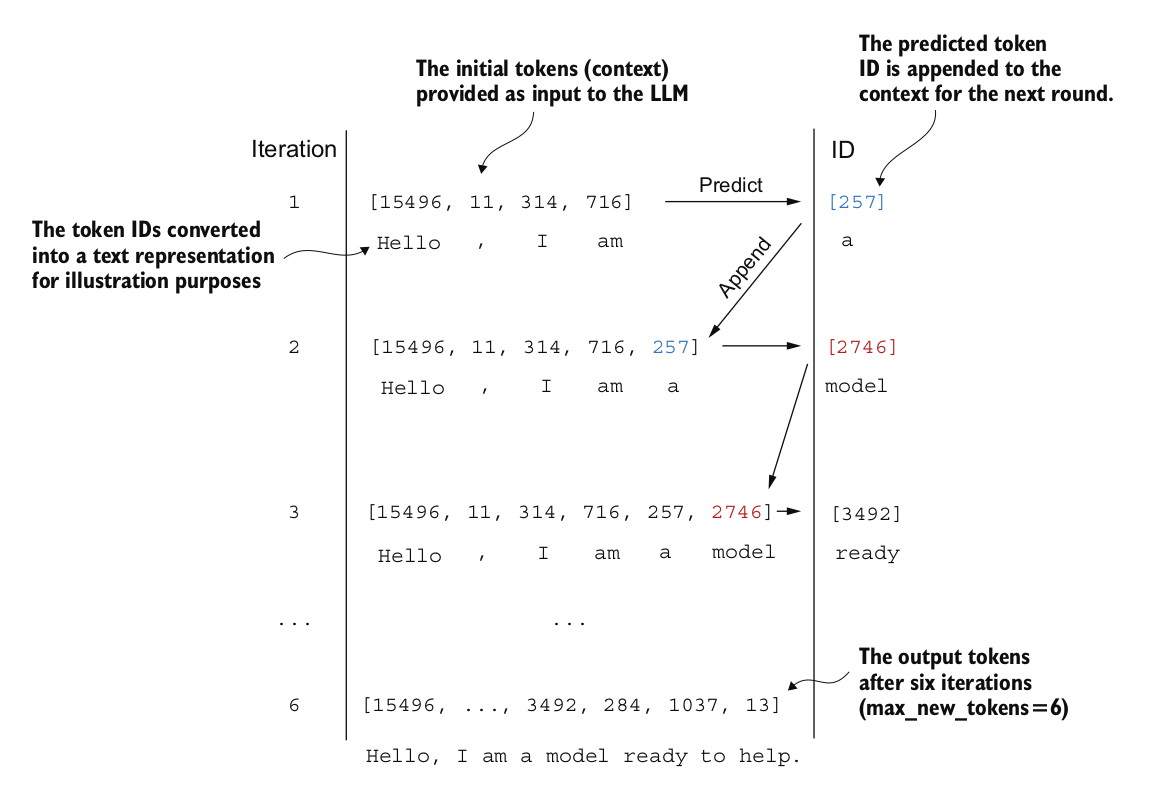 The initial tokens (context)
provided as input to the LLM
The predicted token
ID is appended to the
context for the next round.
Iteration
ID
1
[15496, 11, 314, 716]
Predict
[257]
Hello , I am
a
The token IDs converted
into a text representation
for illustration purposes
Append
2
[15496, 11, 314, 716, 257]
[2746]
Hello , I am a
model
3
[15496, 11, 314, 716, 257, 2746]
[3492]
Hello , I am a model
ready
...
...
The output tokens
after six iterations
(max_new_tokens=6)
6
[15496, ..., 3492, 284, 1037, 13]
Hello, I am a model ready to help.